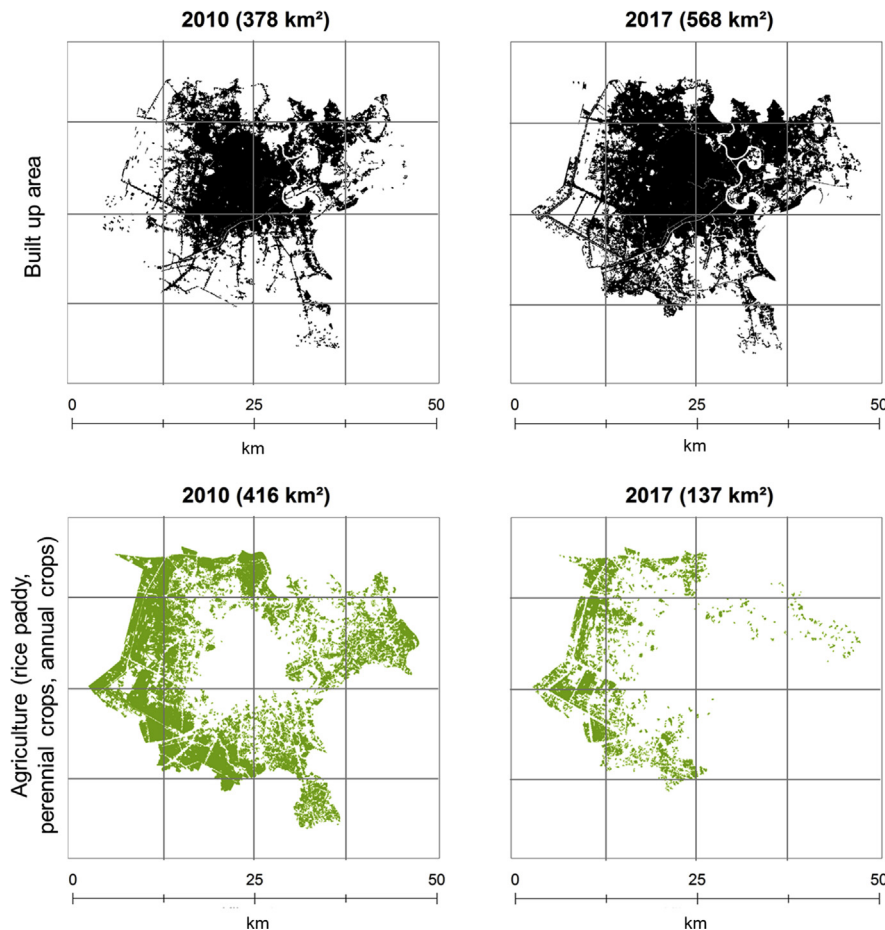 2010 (378 km²)
2017 (568 km²)
Built up area
0 25 50
km
0 25 50
km
2010 (416 km²)
2017 (137 km²)
Agriculture (rice paddy,
perennial crops, annual crops)
0 25 50
km
0 25 50
km